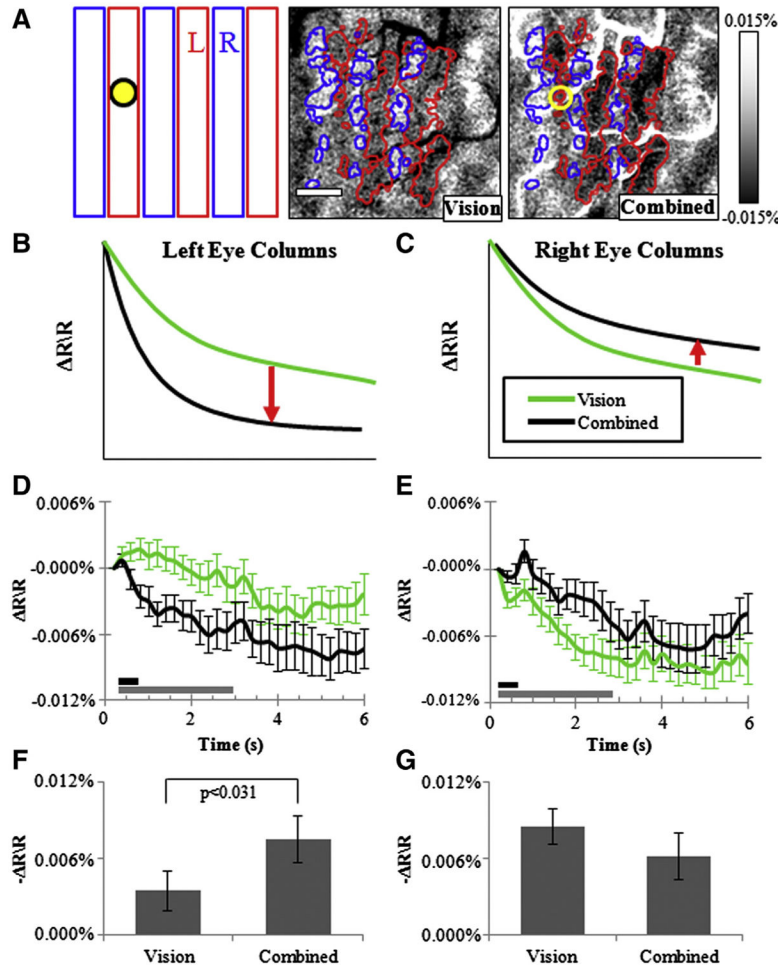 A
L R
0.015%
-0.015%
Vision
Combined
B
Left Eye Columns
ΔR\R
C
Right Eye Columns
ΔR\R
Vision
Combined
D
0.006%
-0.000%
-0.006%
-0.012%
ΔR\R
0 2 4 6
Time (s)
E
0.006%
-0.000%
-0.006%
-0.012%
ΔR\R
0 2 4 6
Time (s)
F
0.012%
0.006%
0.000%
-ΔR\R
p<0.031
Vision Combined
G
0.012%
0.006%
0.000%
-ΔR\R
Vision Combined